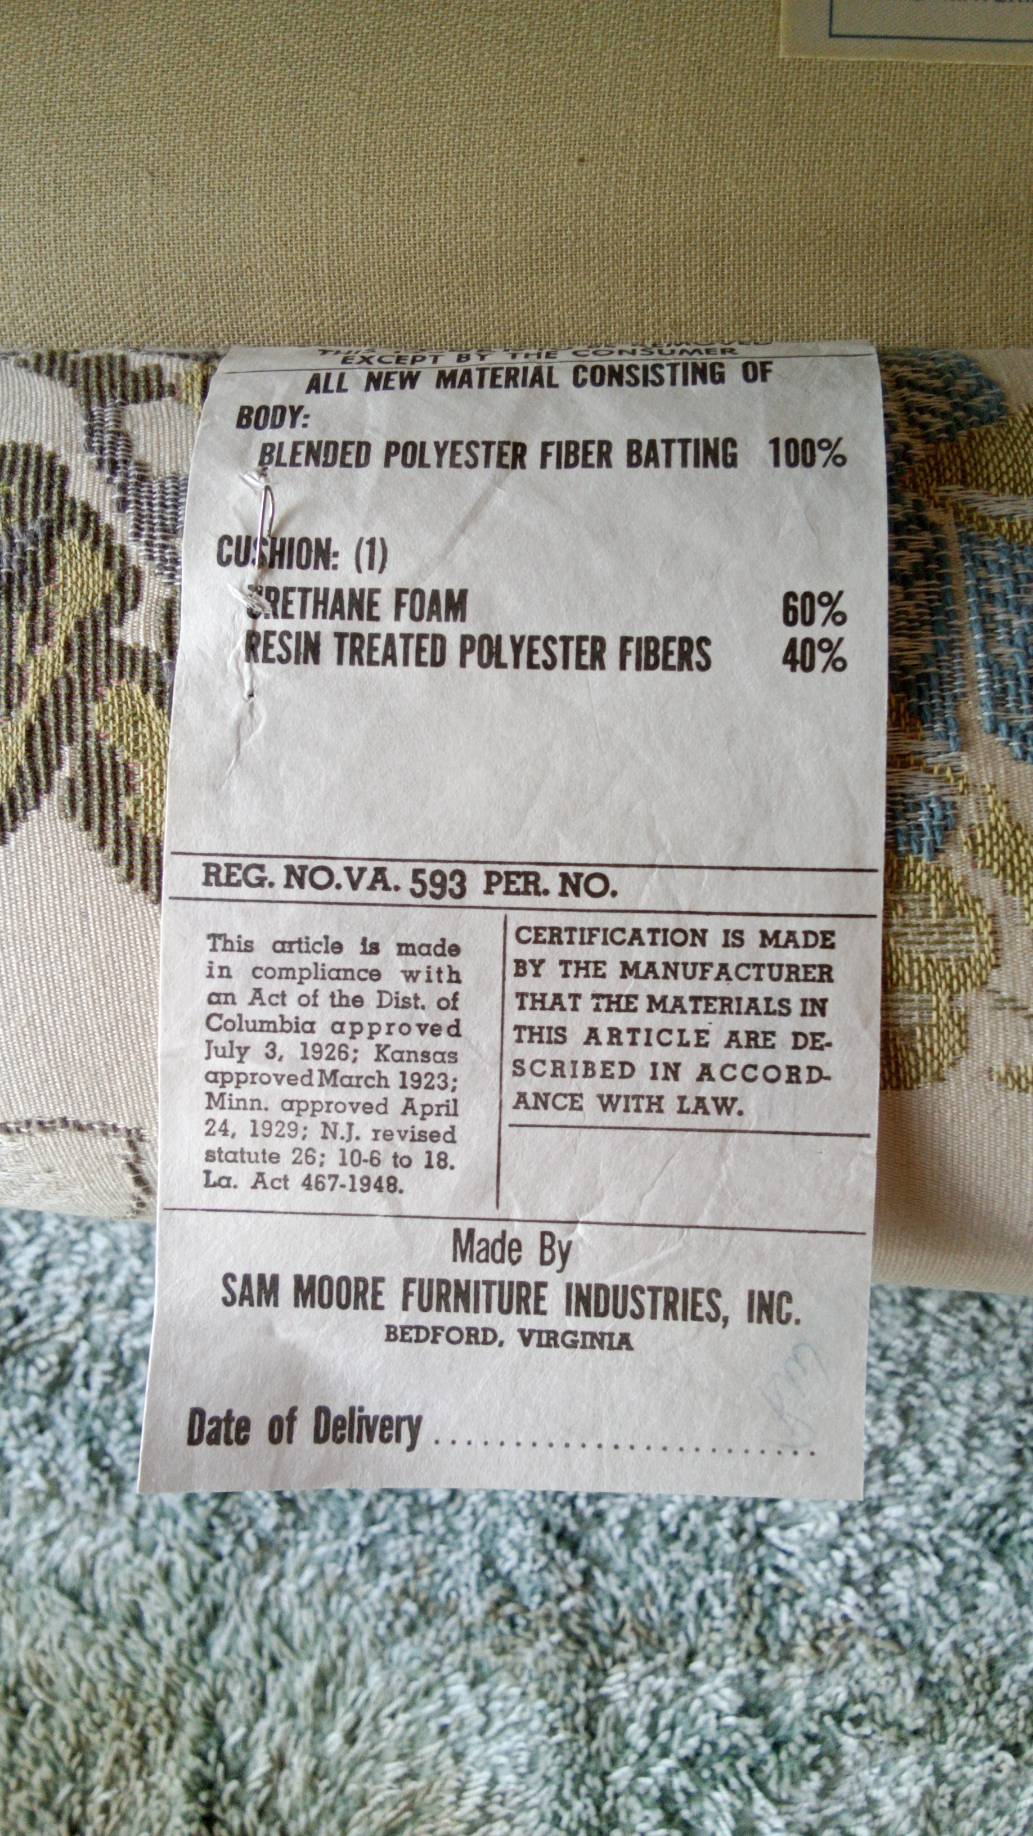 THIS BE REMOVED
EXCEPT BY THE CONSUMER
ALL NEW MATERIAL CONSISTING OF
BODY:
BLENDED POLYESTER FIBER BATTING 100%
CUSHION: (1)
URETHANE FOAM 60%
RESIN TREATED POLYESTER FIBERS 40%
REG. NO.VA. 593 PER. NO.
This article is made
in compliance with
an Act of the Dist. of
Columbia approved
July 3, 1926; Kansas
approved March 1923;
Minn. approved April
24, 1929; N.J. revised
statute 26; 10-6 to 18.
La. Act 467-1948.
CERTIFICATION IS MADE
BY THE MANUFACTURER
THAT THE MATERIALS IN
THIS ARTICLE ARE DE-
SCRIBED IN ACCORD-
ANCE WITH LAW.
Made By
SAM MOORE FURNITURE INDUSTRIES, INC.
BEDFORD, VIRGINIA
Date of Delivery ........................